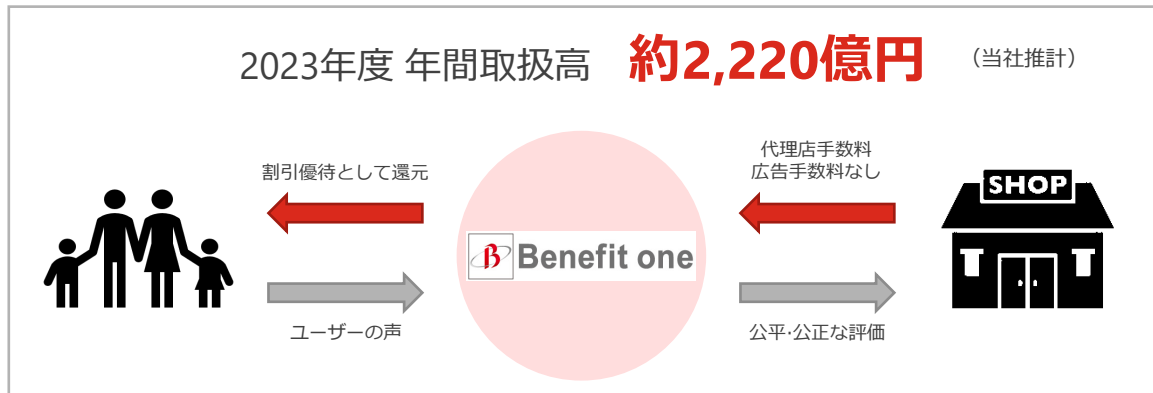 2023年度 年間取扱高 約2,220億円 （当社推計）
代理店手数料
広告手数料なし
割引優待として還元
SHOP
B Benefit one
ユーザーの声
公平･公正な評価